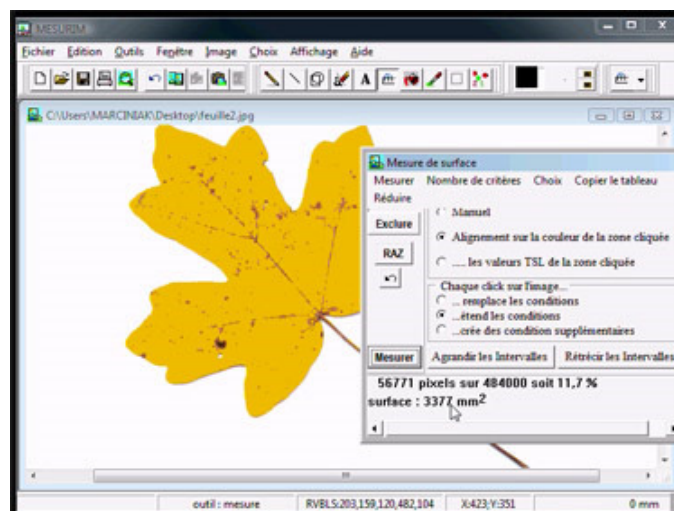 MESURIM
Fichier Edition Outils Fenêtre Image Choix Affichage Aide
A
C:\Users\MARCINIAK\Desktop\feuille2.jpg
Mesure de surface
Mesurer Nombre de critères Choix Copier le tableau
Réduire
Exclure
RAZ
Manuel
Alignement sur la couleur de la zone cliquée
.... les valeurs TSL de la zone cliquée
Chaque click sur l'image...
... remplace les conditions
...étend les conditions
...crée des condition supplémentaires
Mesurer Agrandir les Intervalles Rétrécir les Intervalles
56771 pixels sur 484000 soit 11,7 %
surface : 3377 mm2
outil : mesure RVBLS:203,159,120,482,104 X:423;Y:351 0 mm